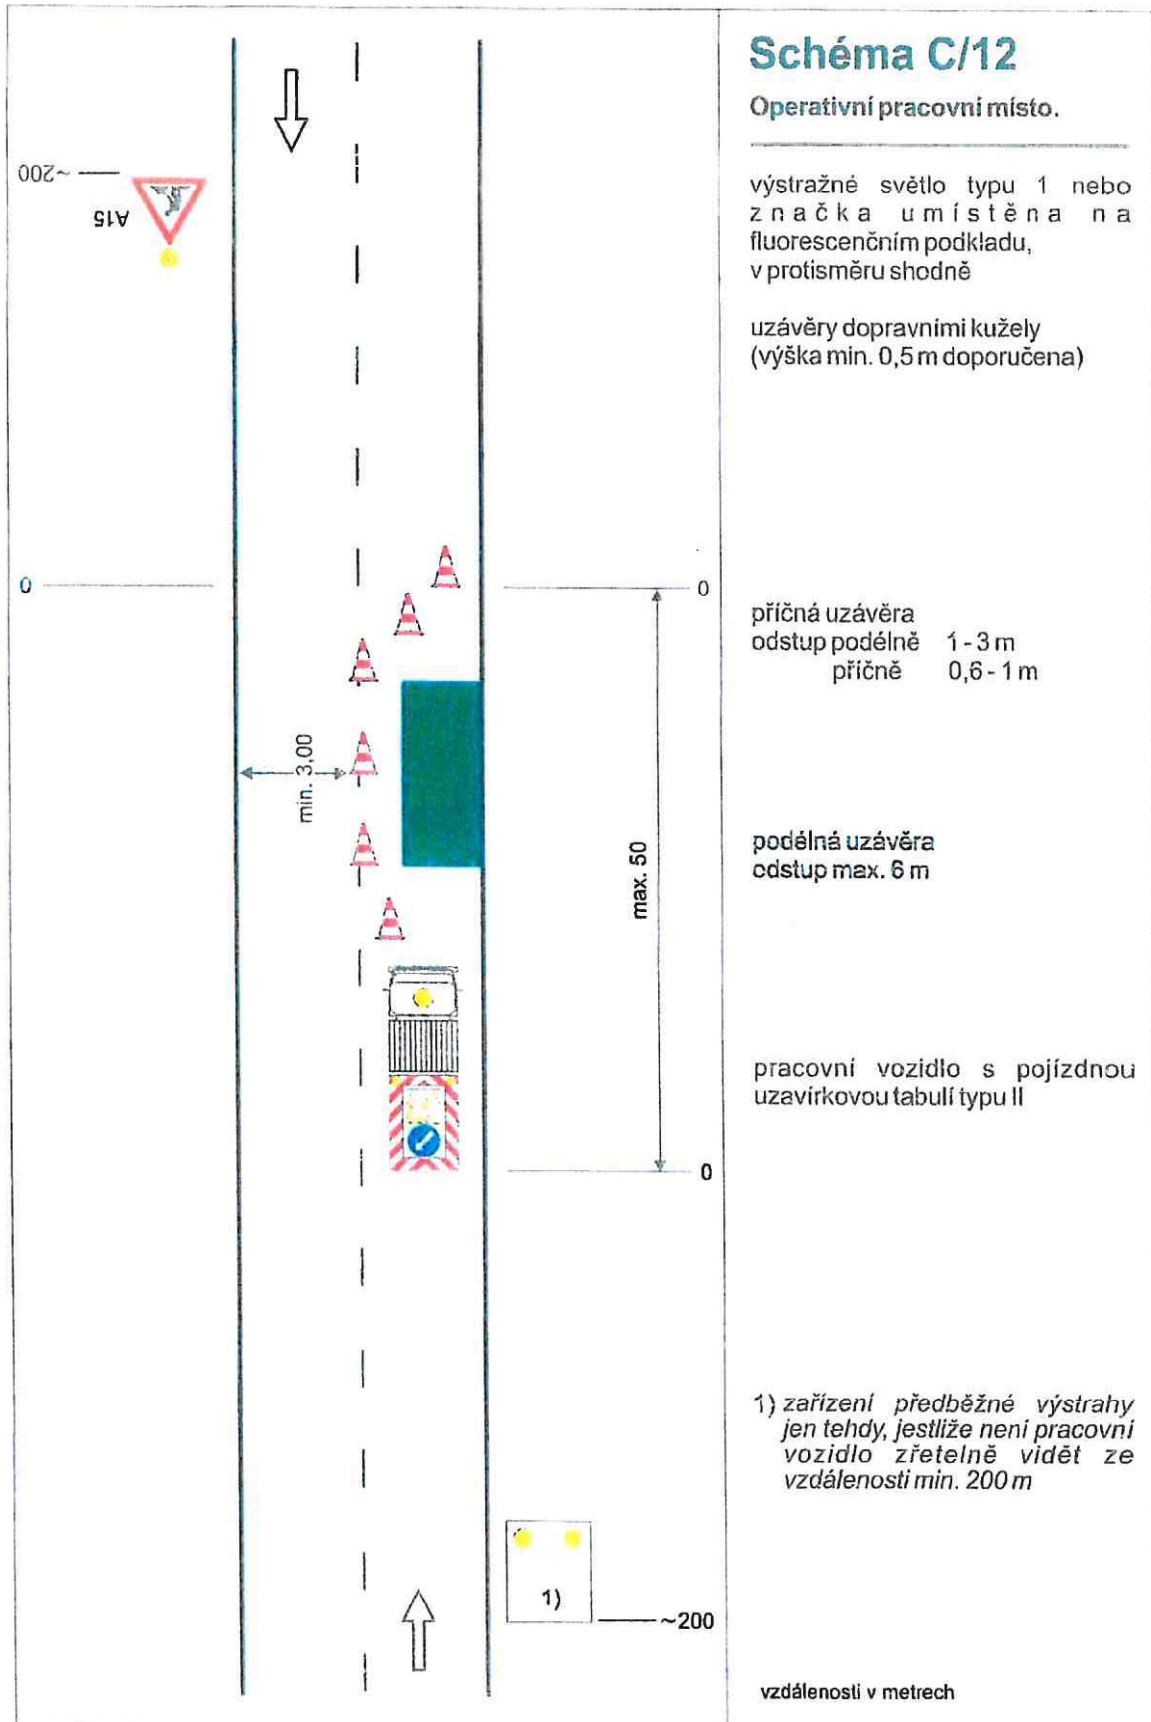 Schéma C/12
Operativní pracovní místo.
výstražné světlo typu 1 nebo
značka umístěna na
fluorescenčním podkladu,
v protisměru shodně
uzávěry dopravními kužely
(výška min. 0,5 m doporučena)
~200
A15
0
0
příčná uzávěra
odstup podélně 1 - 3 m
příčně 0,6 - 1 m
min. 3,00
max. 50
podélná uzávěra
odstup max. 6 m
pracovní vozidlo s pojízdnou
uzavírkovou tabulí typu II
0
1) zařízení předběžné výstrahy
jen tehdy, jestliže není pracovní
vozidlo zřetelně vidět ze
vzdálenosti min. 200 m
1)
~200
vzdálenosti v metrech